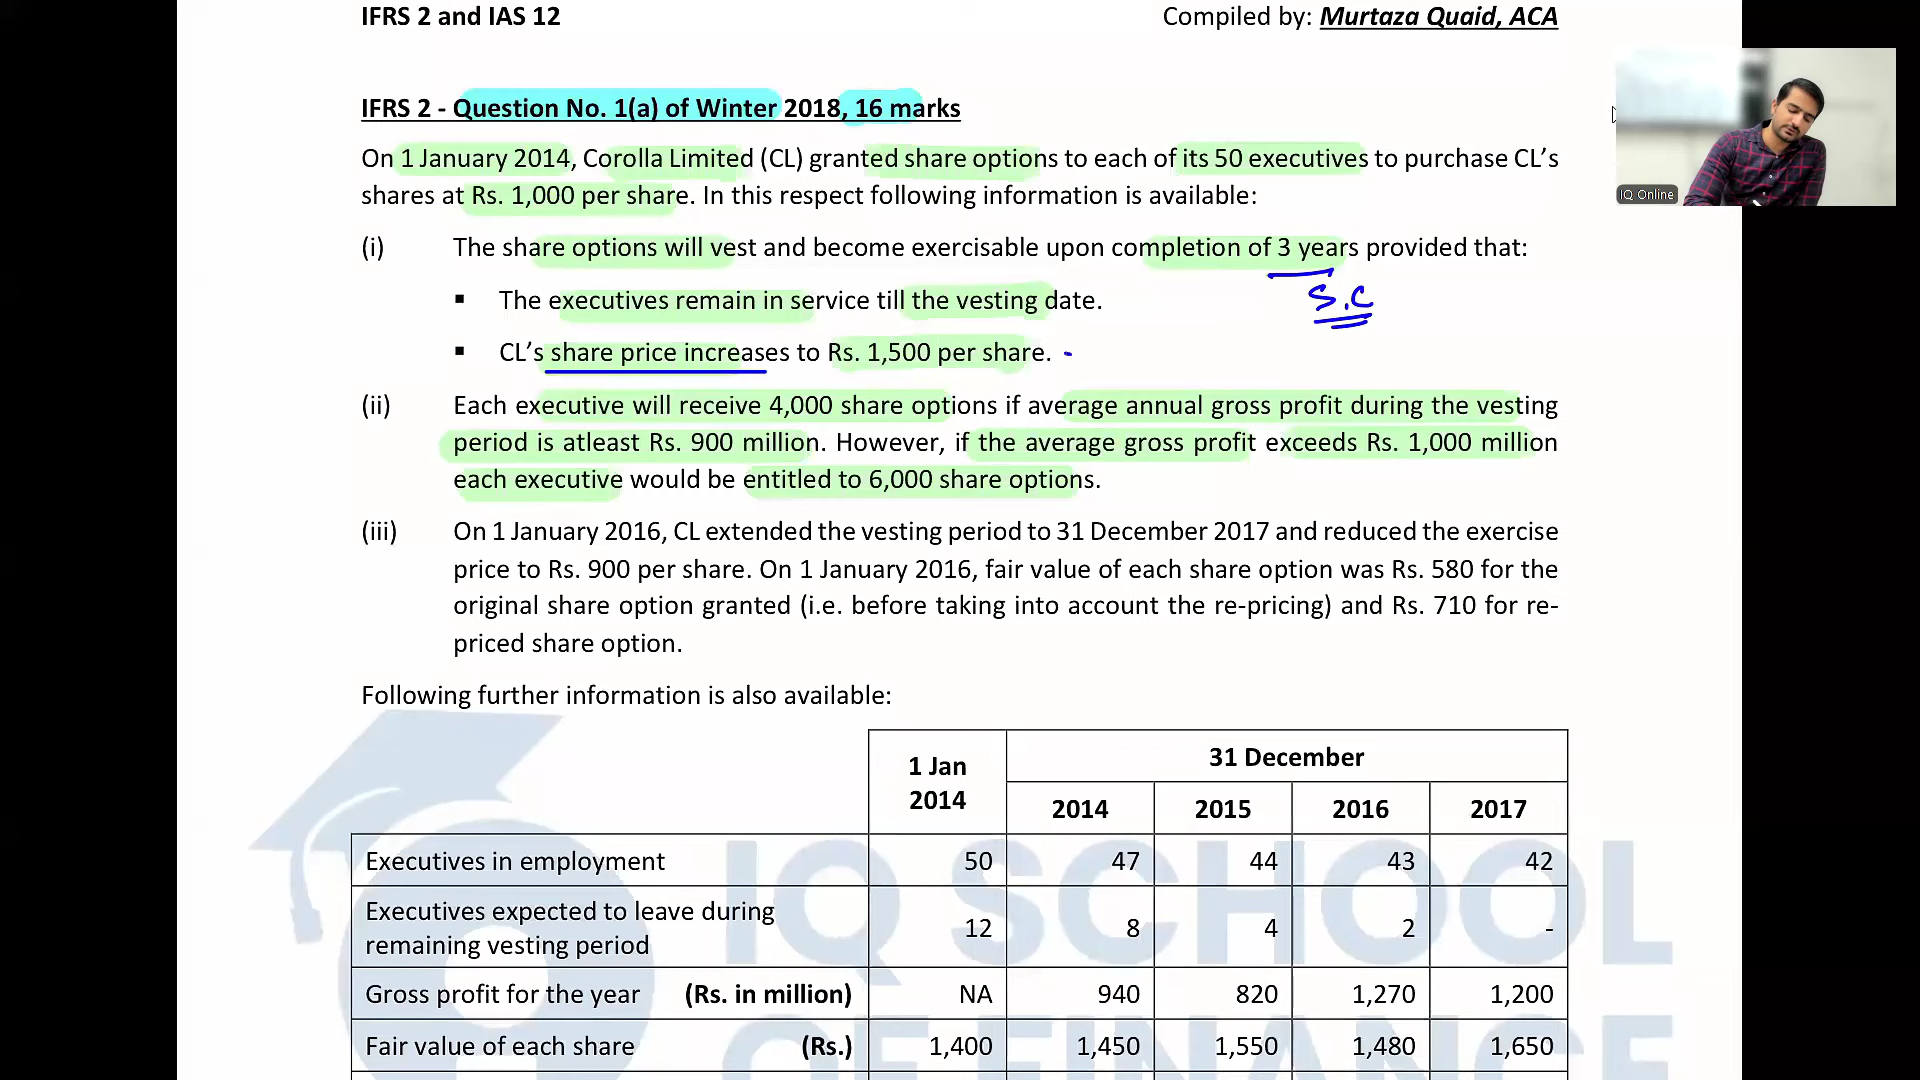 IFRS 2 and IAS 12 Compiled by: Murtaza Quaid, ACA
IFRS 2 - Question No. 1(a) of Winter 2018, 16 marks
On 1 January 2014, Corolla Limited (CL) granted share options to each of its 50 executives to purchase CL’s
shares at Rs. 1,000 per share. In this respect following information is available:
IQ Online
(i) The share options will vest and become exercisable upon completion of 3 years provided that:
▪ The executives remain in service till the vesting date.
S.C
▪ CL’s share price increases to Rs. 1,500 per share.
(ii) Each executive will receive 4,000 share options if average annual gross profit during the vesting
period is atleast Rs. 900 million. However, if the average gross profit exceeds Rs. 1,000 million
each executive would be entitled to 6,000 share options.
(iii) On 1 January 2016, CL extended the vesting period to 31 December 2017 and reduced the exercise
price to Rs. 900 per share. On 1 January 2016, fair value of each share option was Rs. 580 for the
original share option granted (i.e. before taking into account the re-pricing) and Rs. 710 for re-
priced share option.
Following further information is also available:
1 Jan 2014 31 December
2014 2015 2016 2017
Executives in employment 50 47 44 43 42
Executives expected to leave during
remaining vesting period 12 8 4 2 -
Gross profit for the year (Rs. in million) NA 940 820 1,270 1,200
Fair value of each share (Rs.) 1,400 1,450 1,550 1,480 1,650
IQ SCHOOL
OF FINANCE